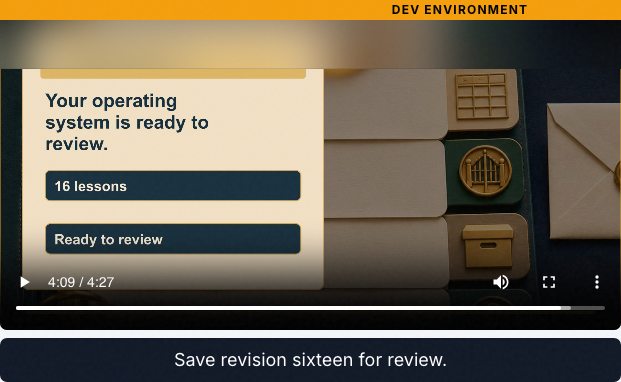 DEV ENVIRONMENT
Your operating
system is ready to
review.
16 lessons
Ready to review
4:09 / 4:27
Save revision sixteen for review.